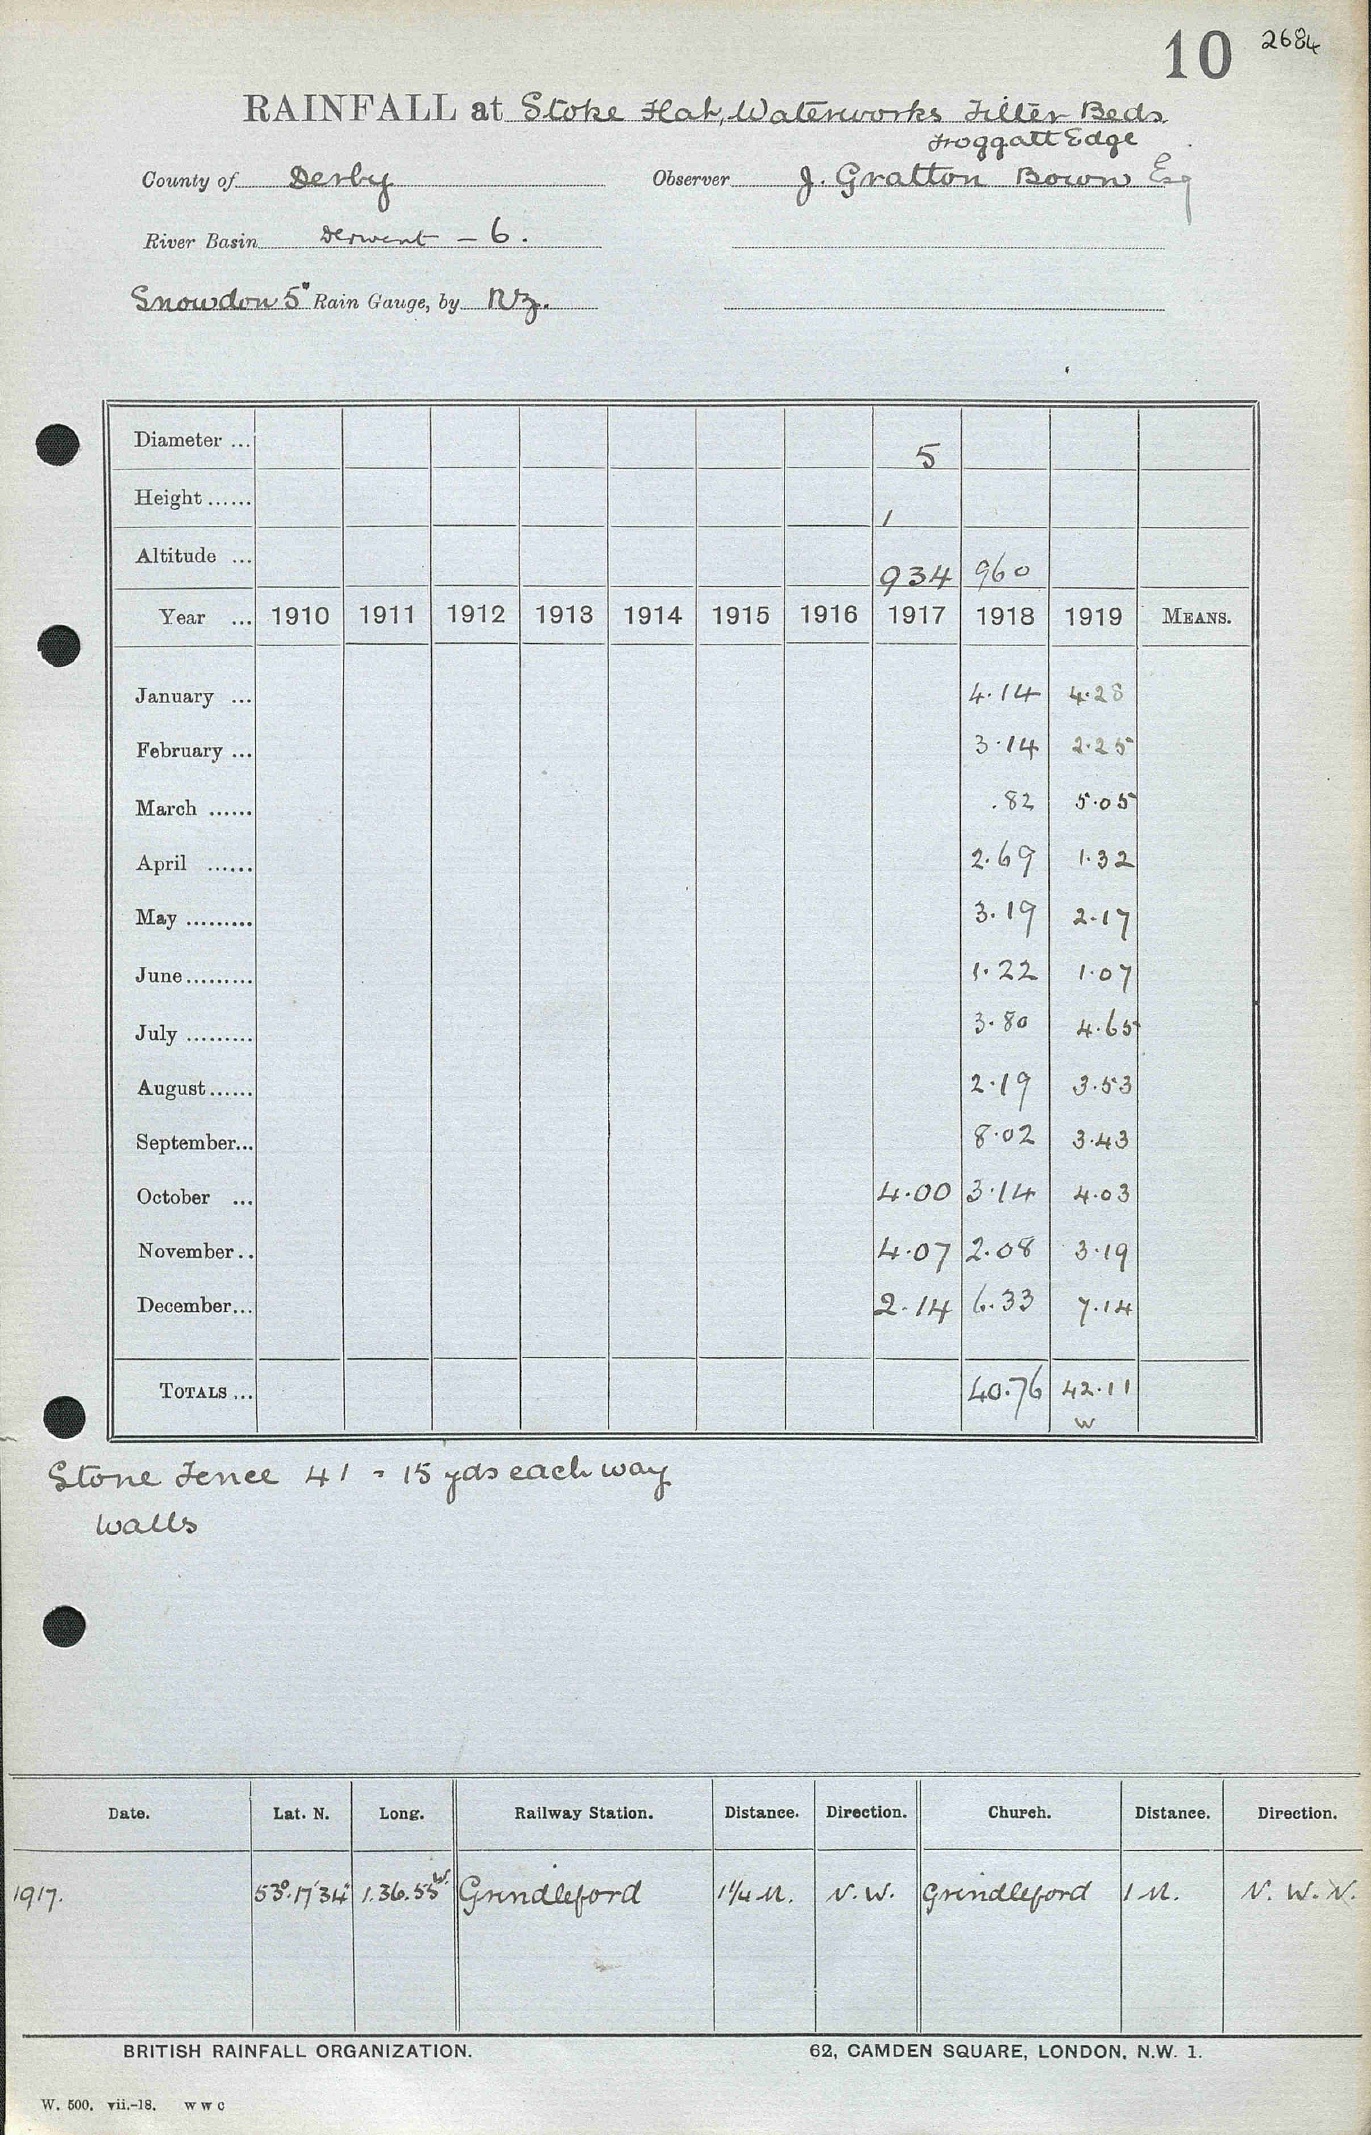 10 2684
RAINFALL at Stoke Flat, Waterworks Filter Beds
Froggatt Edge
County of Derby Observer J. Gratton Bown Esq
River Basin Derwent - 6.
Snowdon 5" Rain Gauge, by NZ.
Diameter ... 5
Height ...... 1
Altitude ... 934 960
Year ... 1910 1911 1912 1913 1914 1915 1916 1917 1918 1919 MEANS.
January ... 4.14 4.28
February ... 3.14 2.25
March ...... .82 5.05
April ...... 2.69 1.32
May ......... 3.19 2.17
June ......... 1.22 1.07
July ......... 3.80 4.65
August ...... 2.19 3.53
September... 8.02 3.43
October ... 4.00 3.14 4.03
November.. 4.07 2.08 3.19
December... 2.14 6.33 7.14
TOTALS ... 40.76 42.11
w
Stone Fence 4' - 15 yds each way
walls
Date. Lat. N. Long. Railway Station. Distance. Direction. Church. Distance. Direction.
1917. 53°.17'34" 1.36.55 W. Grindleford 1 1/4 M. N.W. Grindleford 1 M. N.W.N.
BRITISH RAINFALL ORGANIZATION. 62, CAMDEN SQUARE, LONDON, N.W. 1.
W. 500. vii.-18. W W C